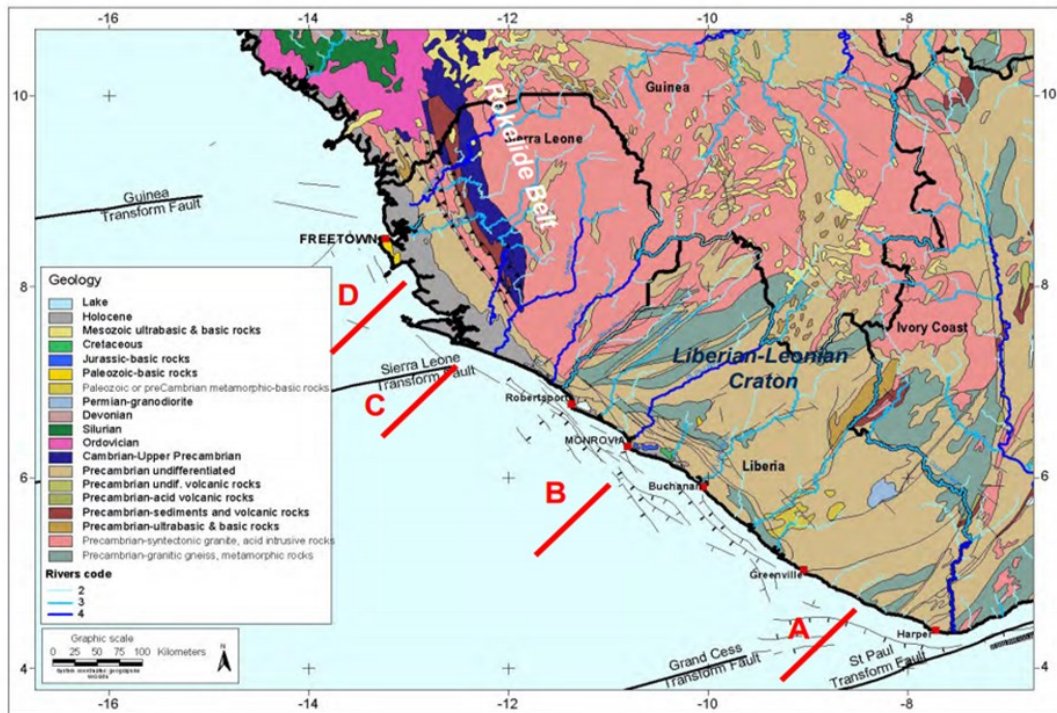 -16
-14
-12
-10
-8
10
10
Guinea
Sierra Leone
Rokelide Belt
Guinea
Transform Fault
FREETOWN
8
8
Geology
Lake
Holocene
Mesozoic ultrabasic & basic rocks
Cretaceous
Jurassic-basic rocks
Paleozoic-basic rocks
Paleozoic or preCambrian metamorphic-basic rocks
Permian-granodiorite
Devonian
Silurian
Ordovician
Cambrian-Upper Precambrian
Precambrian undifferentiated
Precambrian undif. volcanic rocks
Precambrian-acid volcanic rocks
Precambrian-sediments and volcanic rocks
Precambrian-ultrabasic & basic rocks
Precambrian-syntectonic granite, acid intrusive rocks
Precambrian-granitic gneiss, metamorphic rocks
Rivers code
2
3
4
D
Ivory Coast
Liberian-Leonian
Craton
Sierra Leone
Transform Fault
C
Robertsport
MONROVIA
6
6
Liberia
B
Buchanan
Greenville
A
Harper
Grand Cess
Transform Fault
St Paul
Transform Fault
Graphic scale
0 25 50 75 100
Kilometers
N
4
4
-16
-14
-12
-10
-8